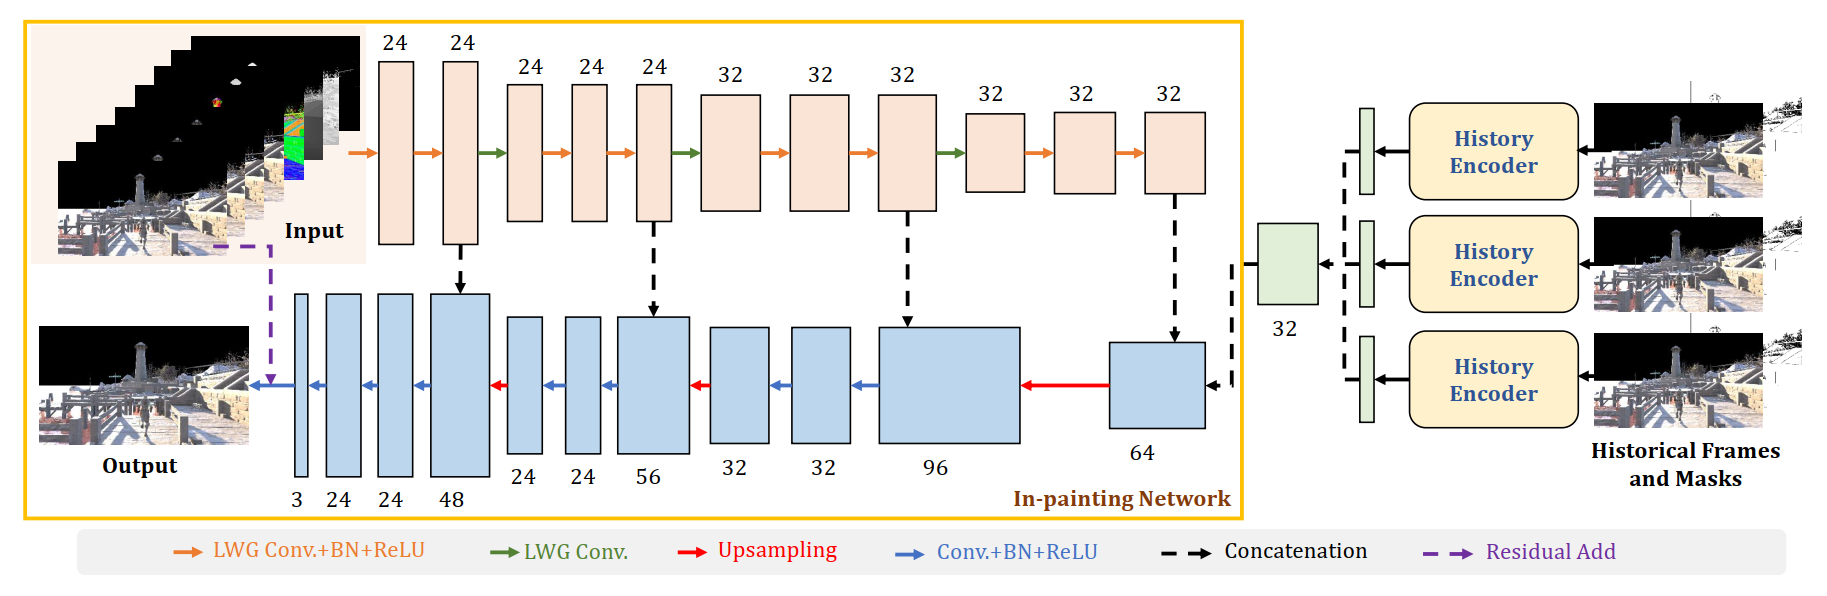 24
24
24
24
24
32
32
32
32
32
32
Input
History
Encoder
History
Encoder
32
History
Encoder
Output
3
24
24
48
24
24
56
32
32
96
64
In-painting Network
Historical Frames
and Masks
LWG Conv.+BN+ReLU
LWG Conv.
Upsampling
Conv.+BN+ReLU
Concatenation
Residual Add